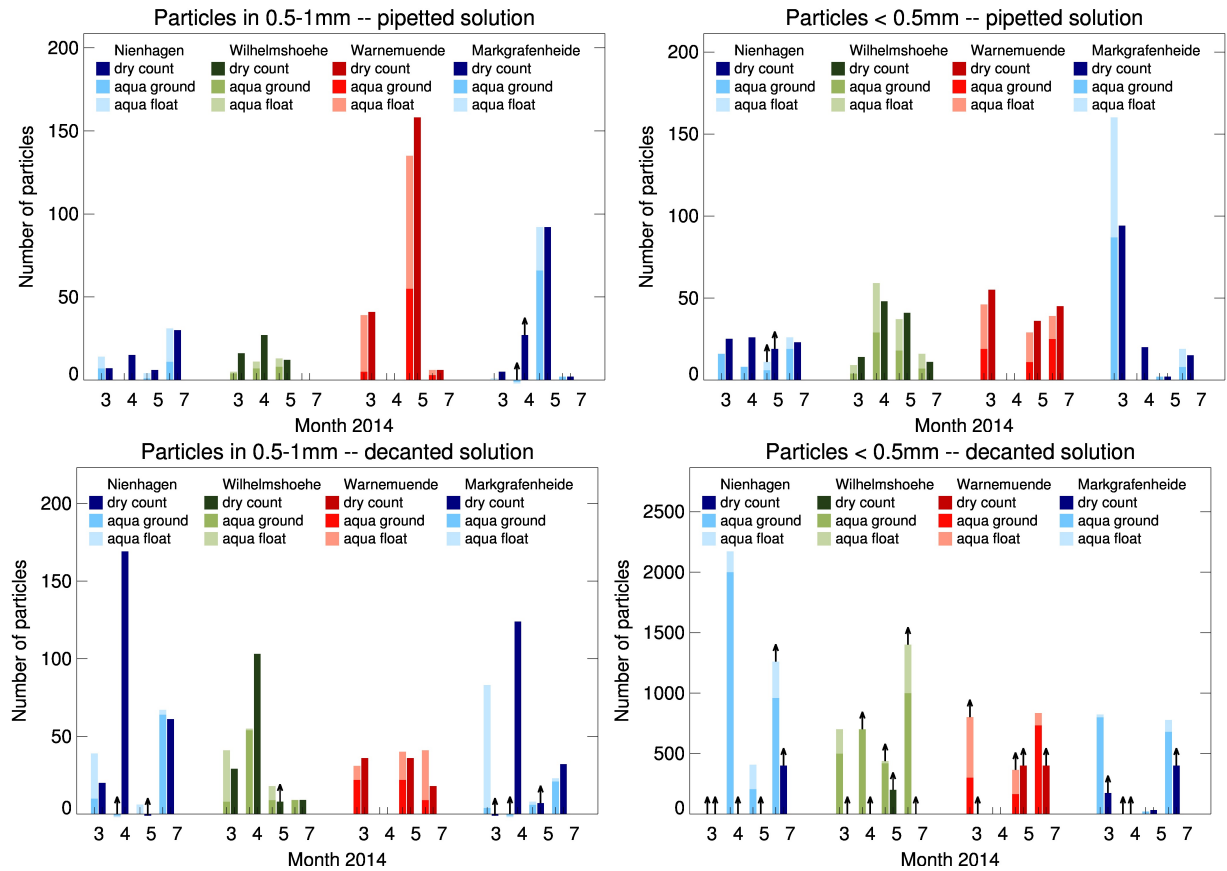 Particles in 0.5-1mm -- pipetted solution
Number of particles
200
150
100
50
0
Nienhagen Wilhelmshoehe Warnemuende Markgrafenheide
dry count dry count dry count dry count
aqua ground aqua ground aqua ground aqua ground
aqua float aqua float aqua float aqua float
3 4 5 7 3 4 5 7 3 4 5 7 3 4 5 7
Month 2014
Particles < 0.5mm -- pipetted solution
Number of particles
200
150
100
50
0
Nienhagen Wilhelmshoehe Warnemuende Markgrafenheide
dry count dry count dry count dry count
aqua ground aqua ground aqua ground aqua ground
aqua float aqua float aqua float aqua float
3 4 5 7 3 4 5 7 3 4 5 7 3 4 5 7
Month 2014
Particles in 0.5-1mm -- decanted solution
Number of particles
200
150
100
50
0
Nienhagen Wilhelmshoehe Warnemuende Markgrafenheide
dry count dry count dry count dry count
aqua ground aqua ground aqua ground aqua ground
aqua float aqua float aqua float aqua float
3 4 5 7 3 4 5 7 3 4 5 7 3 4 5 7
Month 2014
Particles < 0.5mm -- decanted solution
Number of particles
2500
2000
1500
1000
500
0
Nienhagen Wilhelmshoehe Warnemuende Markgrafenheide
dry count dry count dry count dry count
aqua ground aqua ground aqua ground aqua ground
aqua float aqua float aqua float aqua float
3 4 5 7 3 4 5 7 3 4 5 7 3 4 5 7
Month 2014